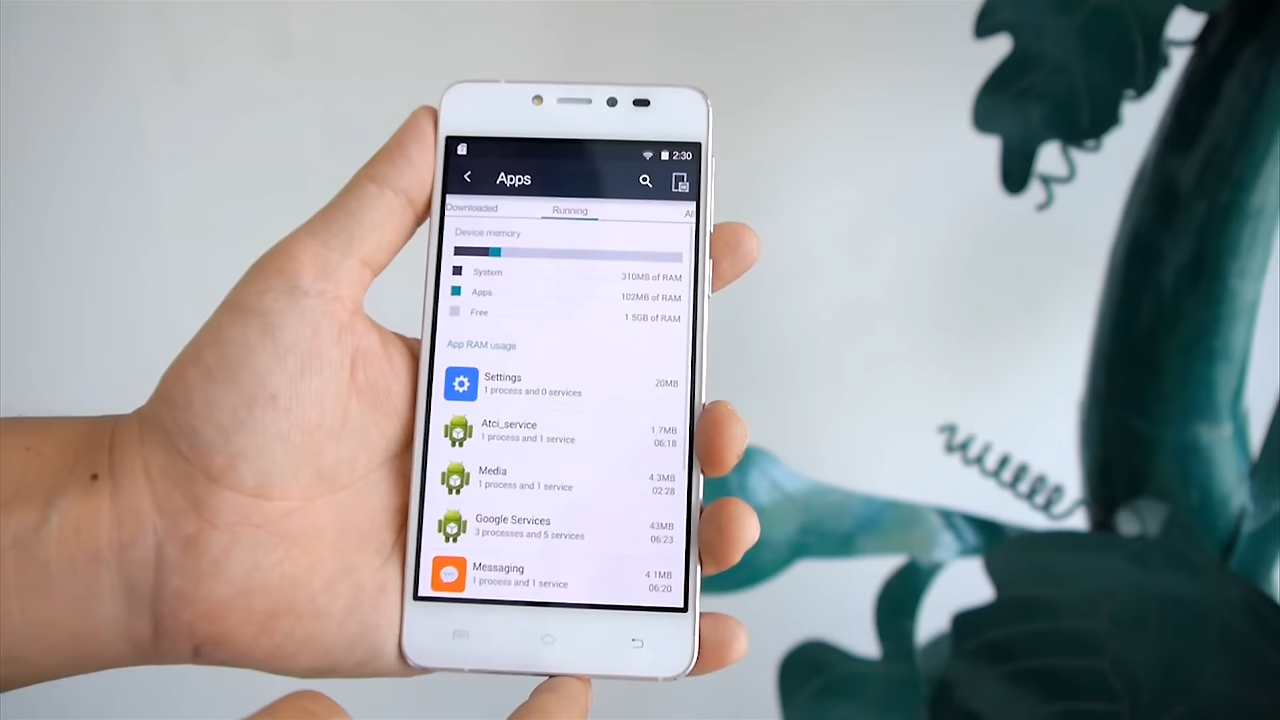 2:30
Apps
Downloaded Running Al
Device memory
System 310MB of RAM
Apps 102MB of RAM
Free 1.5GB of RAM
App RAM usage
Settings
1 process and 0 services 20MB
Atci_service 1.7MB
1 process and 1 service 06:18
Media 4.3MB
1 process and 1 service 02:28
Google Services 43MB
3 processes and 5 services 06:23
Messaging 4.1MB
1 process and 1 service 06:20